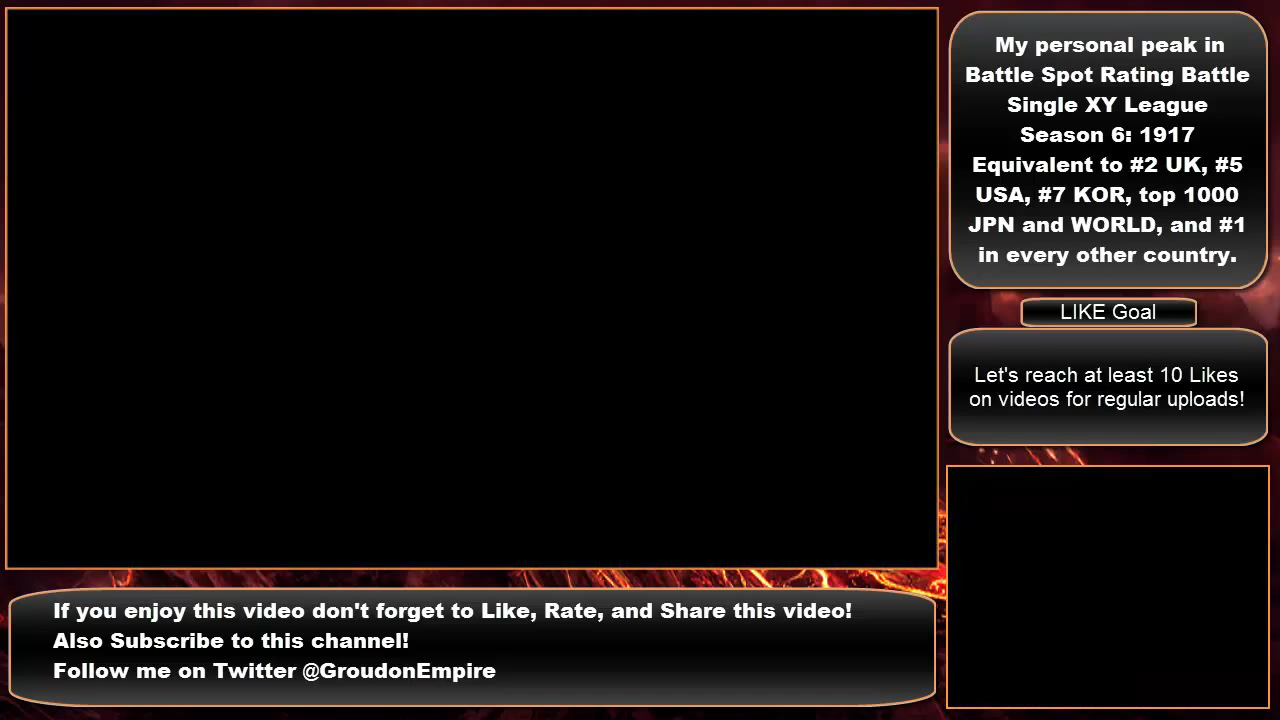 My personal peak in
Battle Spot Rating Battle
Single XY League
Season 6: 1917
Equivalent to #2 UK, #5
USA, #7 KOR, top 1000
JPN and WORLD, and #1
in every other country.
LIKE Goal
Let's reach at least 10 Likes
on videos for regular uploads!
If you enjoy this video don't forget to Like, Rate, and Share this video!
Also Subscribe to this channel!
Follow me on Twitter @GroudonEmpire